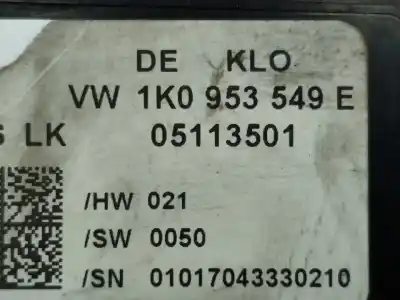 DE KLO
VW 1K0 953 549 E
LK 05113501
/HW 021
/SW 0050
/SN 01017043330210